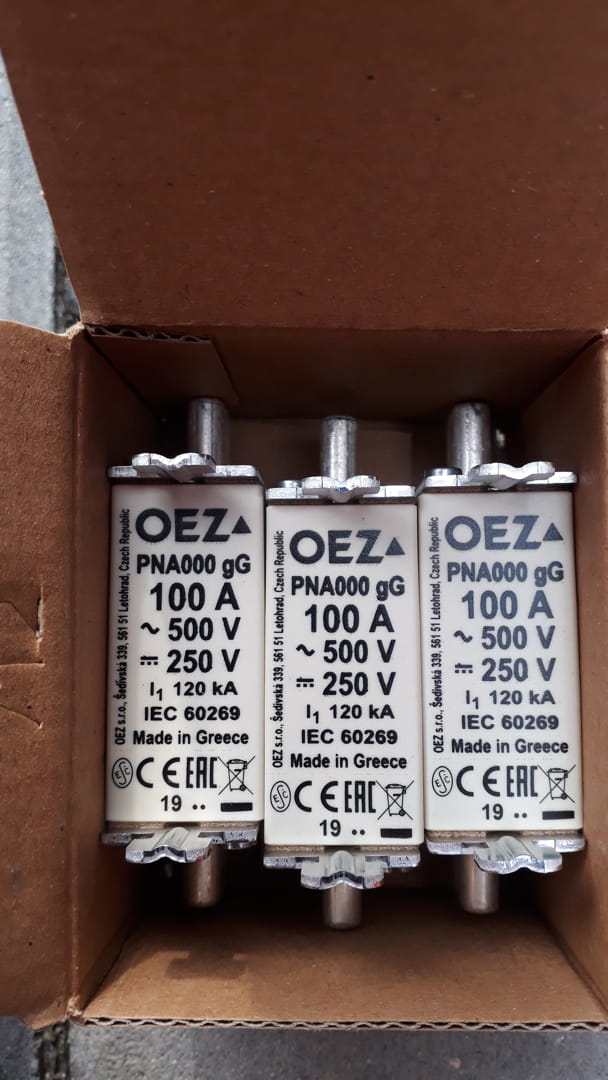 OEZ
PNA000 gG
100 A
~ 500 V
⎓ 250 V
I1 120 kA
IEC 60269
Made in Greece
OEZ s.r.o., Šedivská 339, 561 51 Letohrad, Czech Republic
ESC CE EAC
19 ••
OEZ
PNA000 gG
100 A
~ 500 V
⎓ 250 V
I1 120 kA
IEC 60269
Made in Greece
OEZ s.r.o., Šedivská 339, 561 51 Letohrad, Czech Republic
ESC CE EAC
19 ••
OEZ
PNA000 gG
100 A
~ 500 V
⎓ 250 V
I1 120 kA
IEC 60269
Made in Greece
OEZ s.r.o., Šedivská 339, 561 51 Letohrad, Czech Republic
ESC CE EAC
19 ••